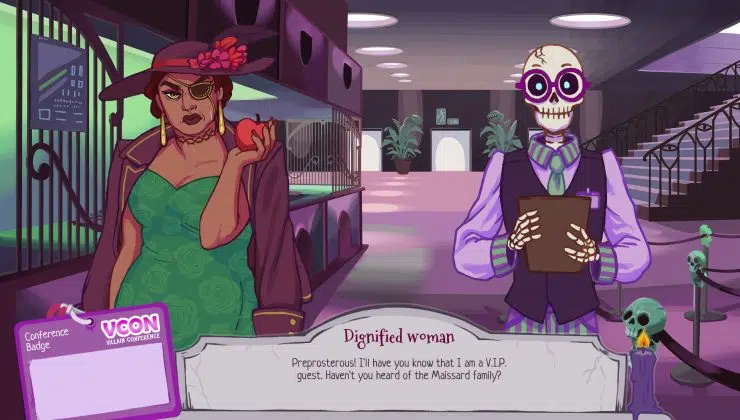 Conference
Badge
VCON
VILLAIN CONFERENCE
Dignified woman
Preprosterous! I'll have you know that I am a V.I.P.
guest. Haven't you heard of the Maissard family?